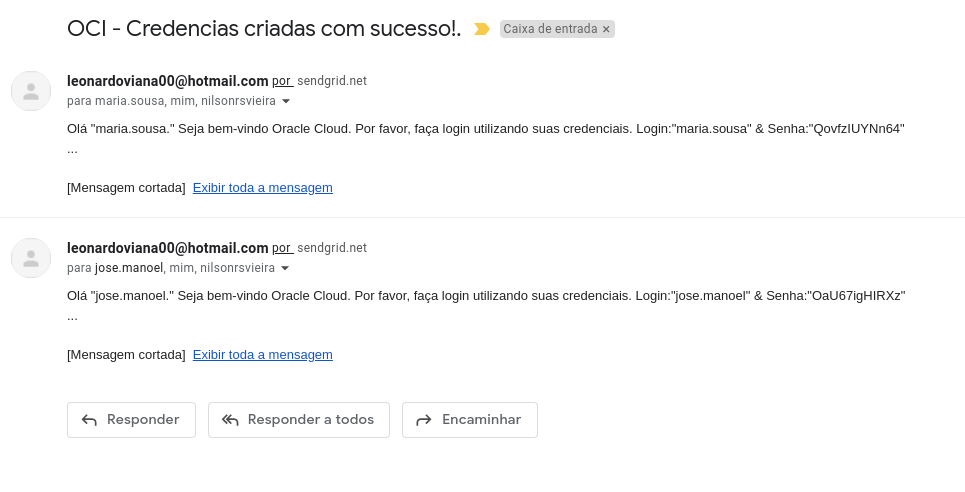 OCI - Credencias criadas com sucesso!. Caixa de entrada ×
leonardoviana00@hotmail.com por sendgrid.net
para maria.sousa, mim, nilsonrsvieira
Olá "maria.sousa." Seja bem-vindo Oracle Cloud. Por favor, faça login utilizando suas credenciais. Login:"maria.sousa" & Senha:"QovfzIUYNn64"
...
[Mensagem cortada] Exibir toda a mensagem
leonardoviana00@hotmail.com por sendgrid.net
para jose.manoel, mim, nilsonrsvieira
Olá "jose.manoel." Seja bem-vindo Oracle Cloud. Por favor, faça login utilizando suas credenciais. Login:"jose.manoel" & Senha:"OaU67igHIRXz"
...
[Mensagem cortada] Exibir toda a mensagem
Responder Responder a todos Encaminhar